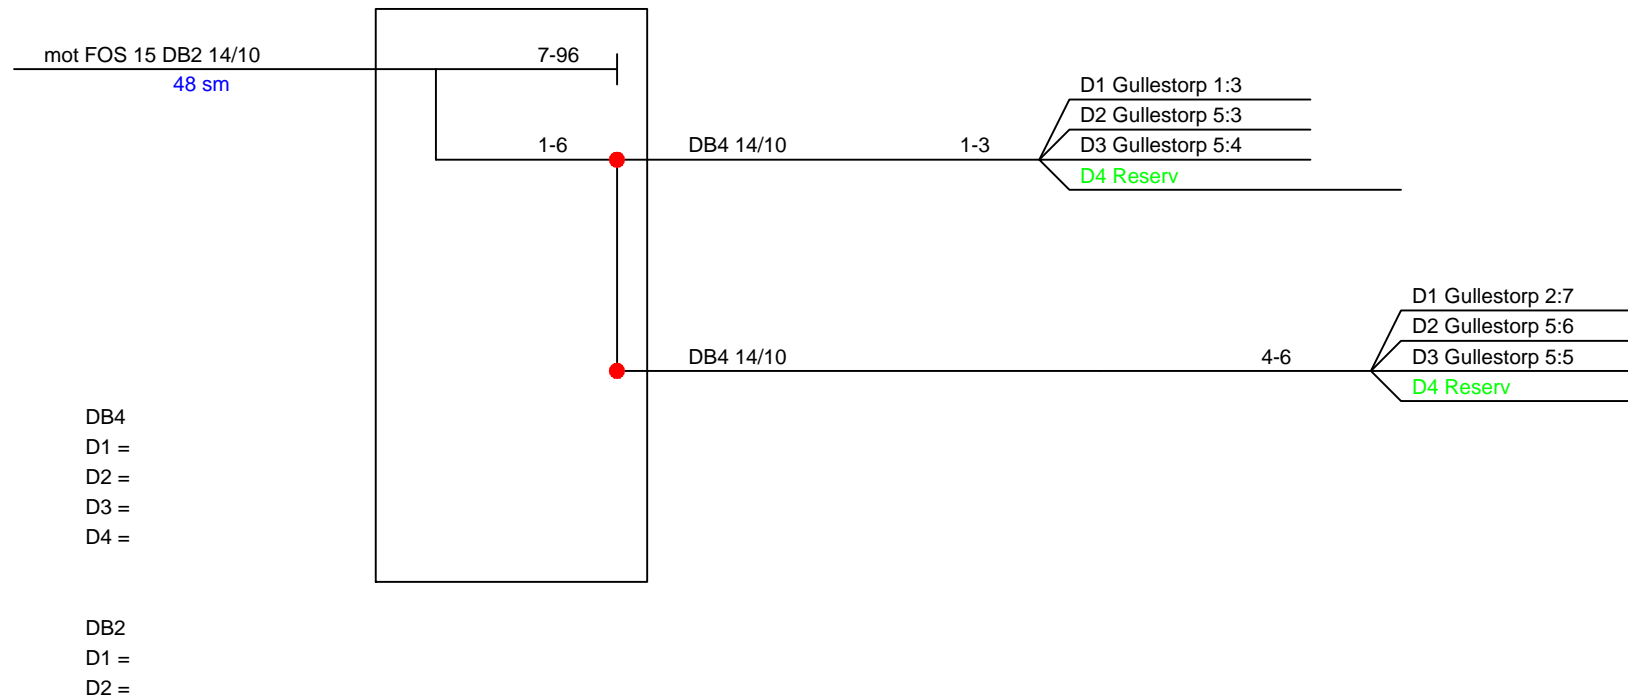 mot FOS 15 DB2 14/10
48 sm
7-96
1-6
DB4 14/10
1-3
D1 Gullestorp 1:3
D2 Gullestorp 5:3
D3 Gullestorp 5:4
D4 Reserv
DB4 14/10
4-6
D1 Gullestorp 2:7
D2 Gullestorp 5:6
D3 Gullestorp 5:5
D4 Reserv
DB4
D1 =
D2 =
D3 =
D4 =
DB2
D1 =
D2 =